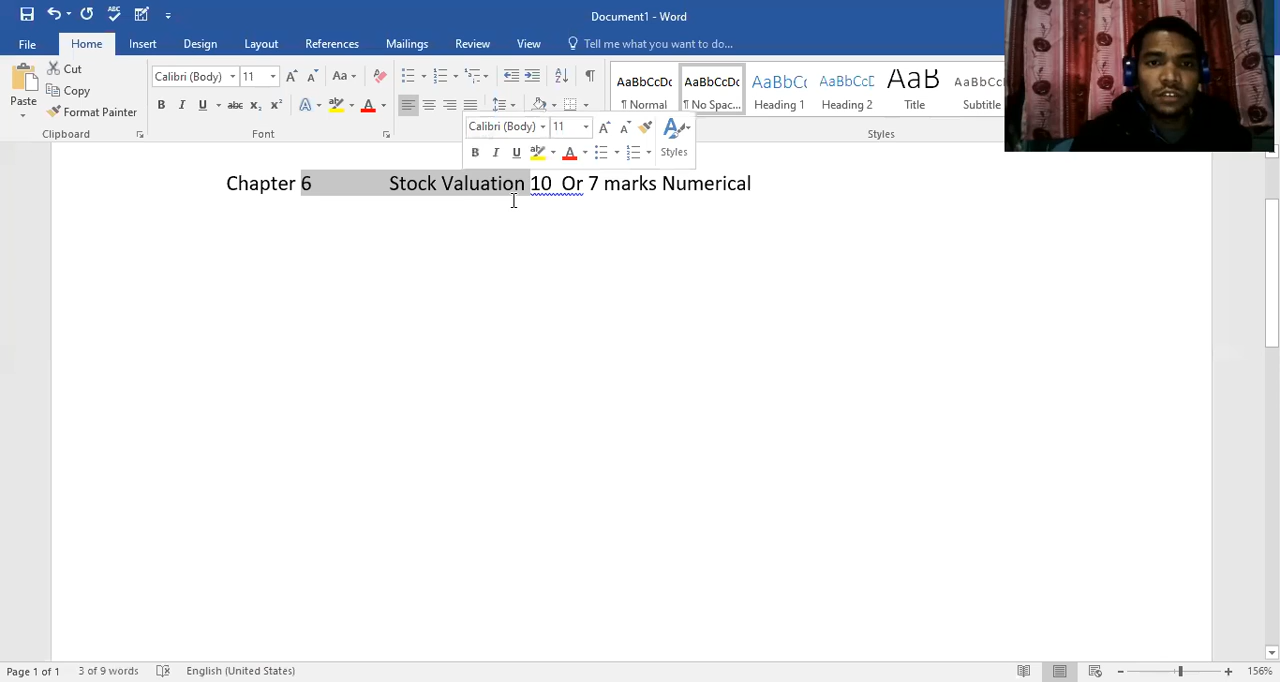 Document1 - Word
File Home Insert Design Layout References Mailings Review View Tell me what you want to do...
Paste Cut Copy Format Painter
Calibri (Body) 11
AaBbCcDc AaBbCcDc AaBbCc AaBbCcD AaB AaBbCc
¶ Normal ¶ No Spac... Heading 1 Heading 2 Title Subtitle
Clipboard Font Styles
Calibri (Body) 11
Styles
Chapter 6 Stock Valuation 10 Or 7 marks Numerical
Page 1 of 1 3 of 9 words English (United States) 156%